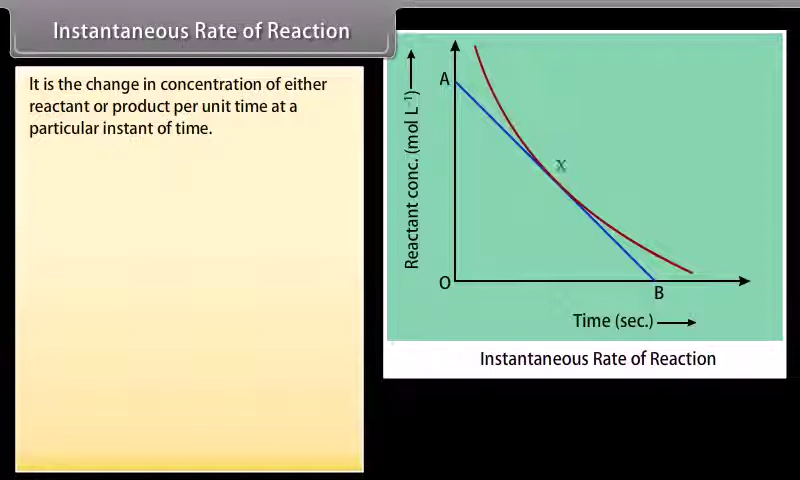 Instantaneous Rate of Reaction
It is the change in concentration of either
reactant or product per unit time at a
particular instant of time.
Reactant conc. (mol L⁻¹)
A
X
O
B
Time (sec.)
Instantaneous Rate of Reaction